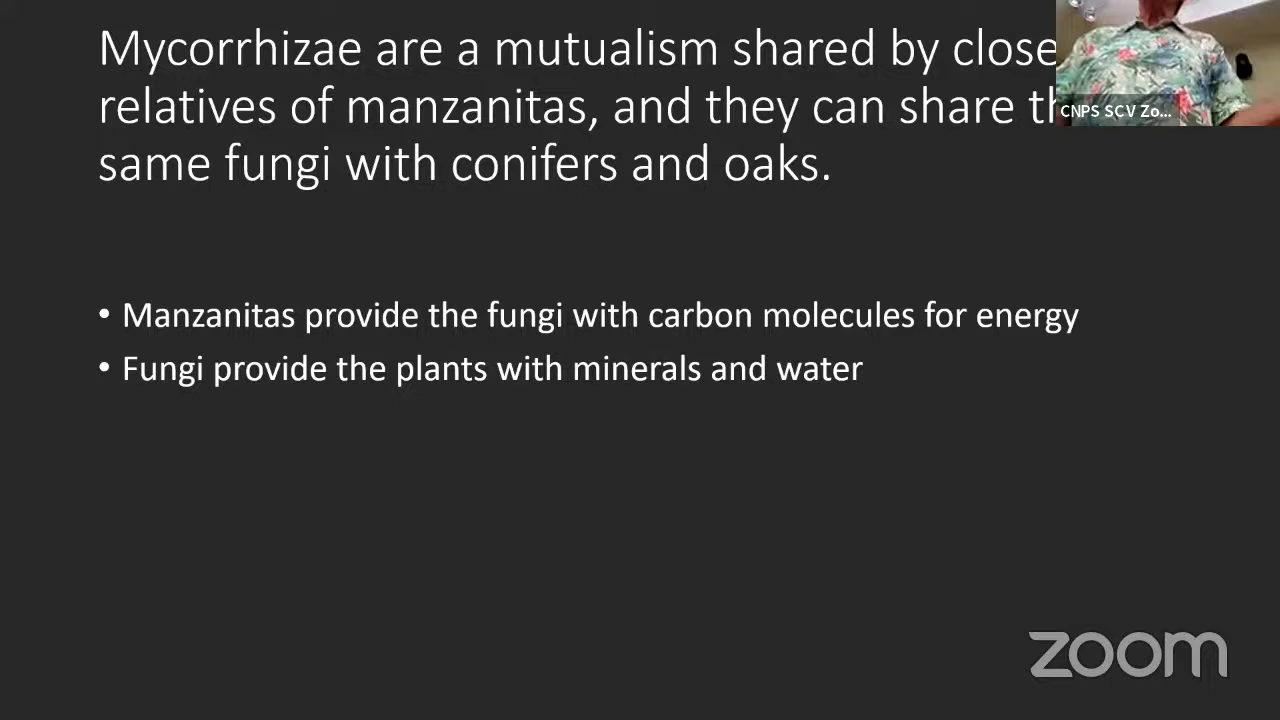 Mycorrhizae are a mutualism shared by close
relatives of manzanitas, and they can share
same fungi with conifers and oaks.
CNPS SCV Zo...
• Manzanitas provide the fungi with carbon molecules for energy
• Fungi provide the plants with minerals and water
zoom